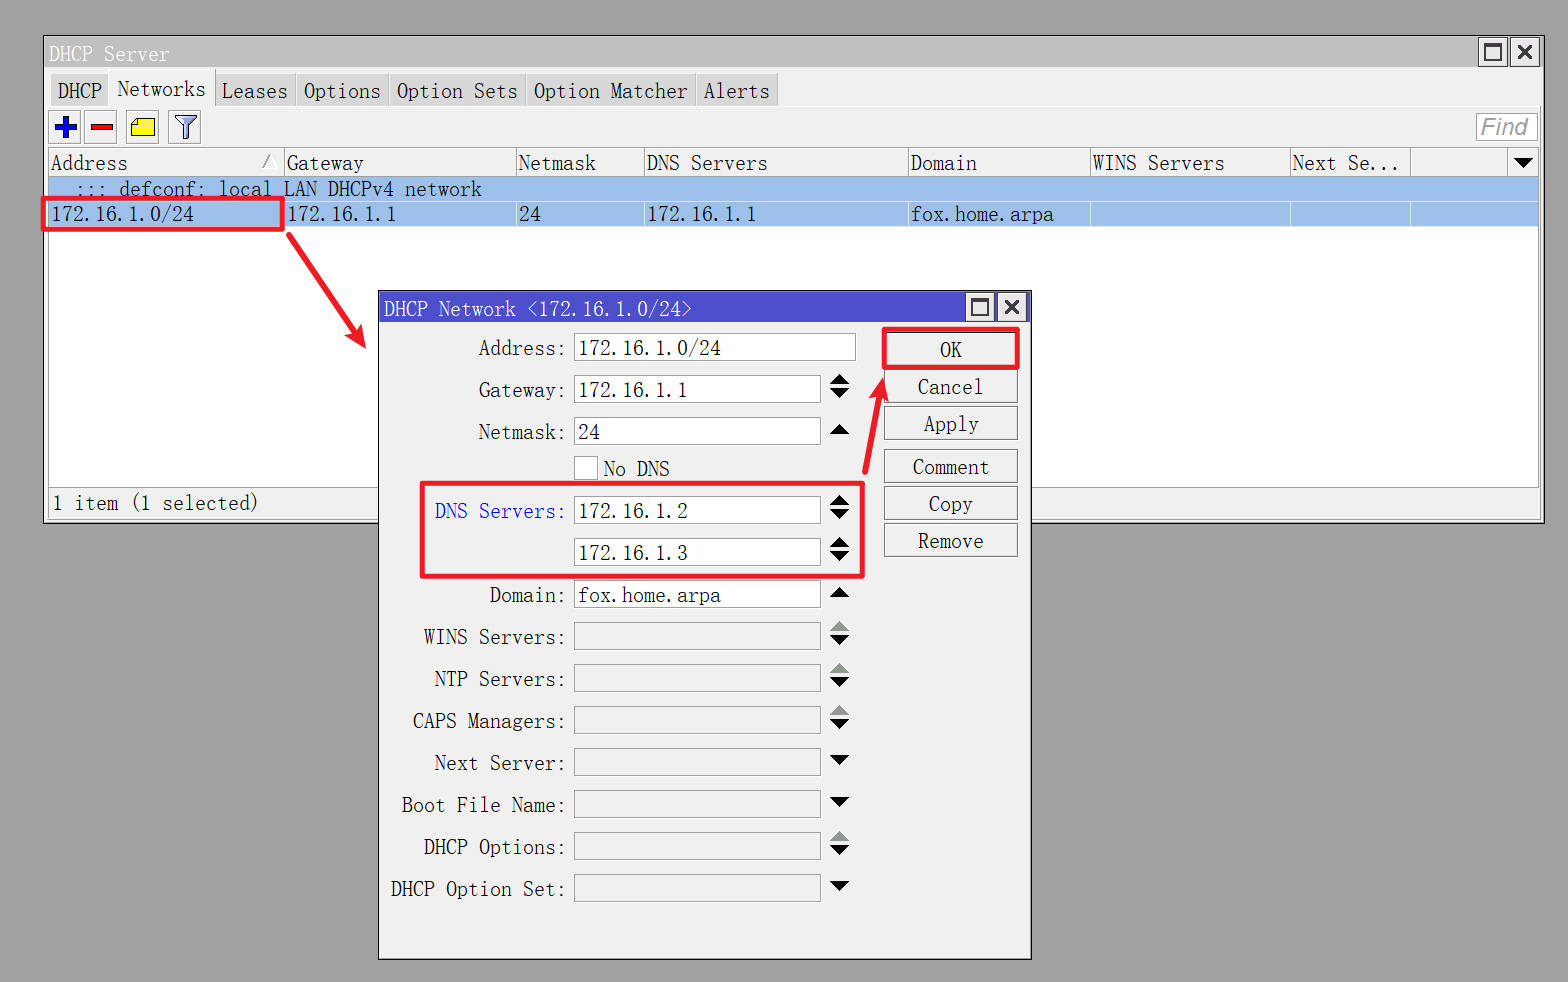 DHCP Server
DHCP Networks Leases Options Option Sets Option Matcher Alerts
Find
Address Gateway Netmask DNS Servers Domain WINS Servers Next Se...
::: defconf: local LAN DHCPv4 network
172.16.1.0/24 172.16.1.1 24 172.16.1.1 fox.home.arpa
1 item (1 selected)
DHCP Network <172.16.1.0/24>
Address: 172.16.1.0/24
Gateway: 172.16.1.1
Netmask: 24
No DNS
DNS Servers: 172.16.1.2
172.16.1.3
Domain: fox.home.arpa
WINS Servers:
NTP Servers:
CAPS Managers:
Next Server:
Boot File Name:
DHCP Options:
DHCP Option Set:
OK
Cancel
Apply
Comment
Copy
Remove